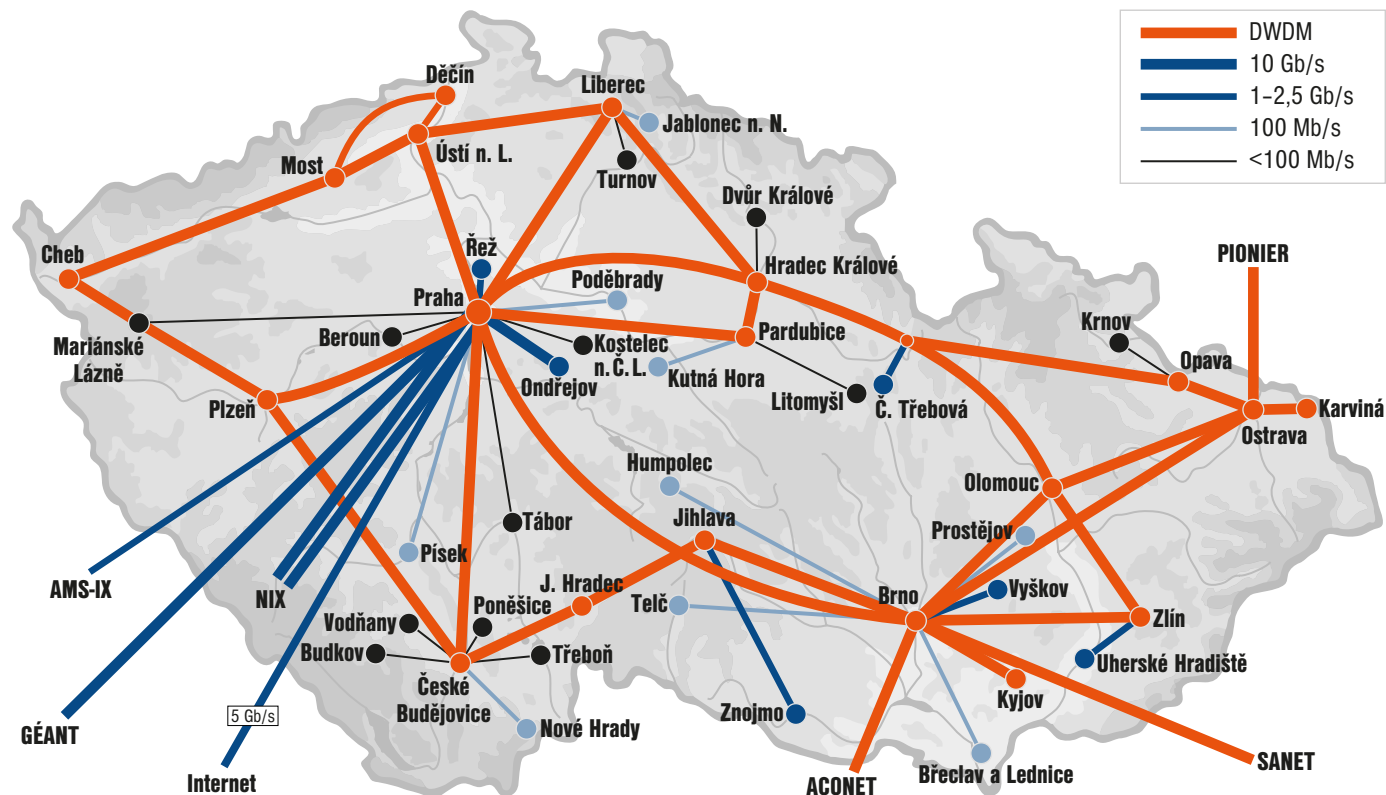 DWDM
10 Gb/s
1–2,5 Gb/s
100 Mb/s
<100 Mb/s
Děčín
Liberec
Jablonec n. N.
Ústí n. L.
Most
Turnov
Dvůr Králové
Cheb
Řež
Hradec Králové
PIONIER
Poděbrady
Praha
Mariánské
Lázně
Beroun
Kostelec
n.Č.L.
Pardubice
Krnov
Opava
Ondřejov
Kutná Hora
Litomyšl
Č. Třebová
Plzeň
Karviná
Ostrava
Humpolec
Olomouc
Tábor
Jihlava
Prostějov
Písek
AMS-IX
NIX
J. Hradec
Poněšice
Telč
Brno
Vyškov
Zlín
Vodňany
Budkov
Třeboň
Uherské Hradiště
České
Budějovice
Kyjov
5 Gb/s
GÉANT
Nové Hrady
Znojmo
SANET
Internet
ACONET
Břeclav a Lednice